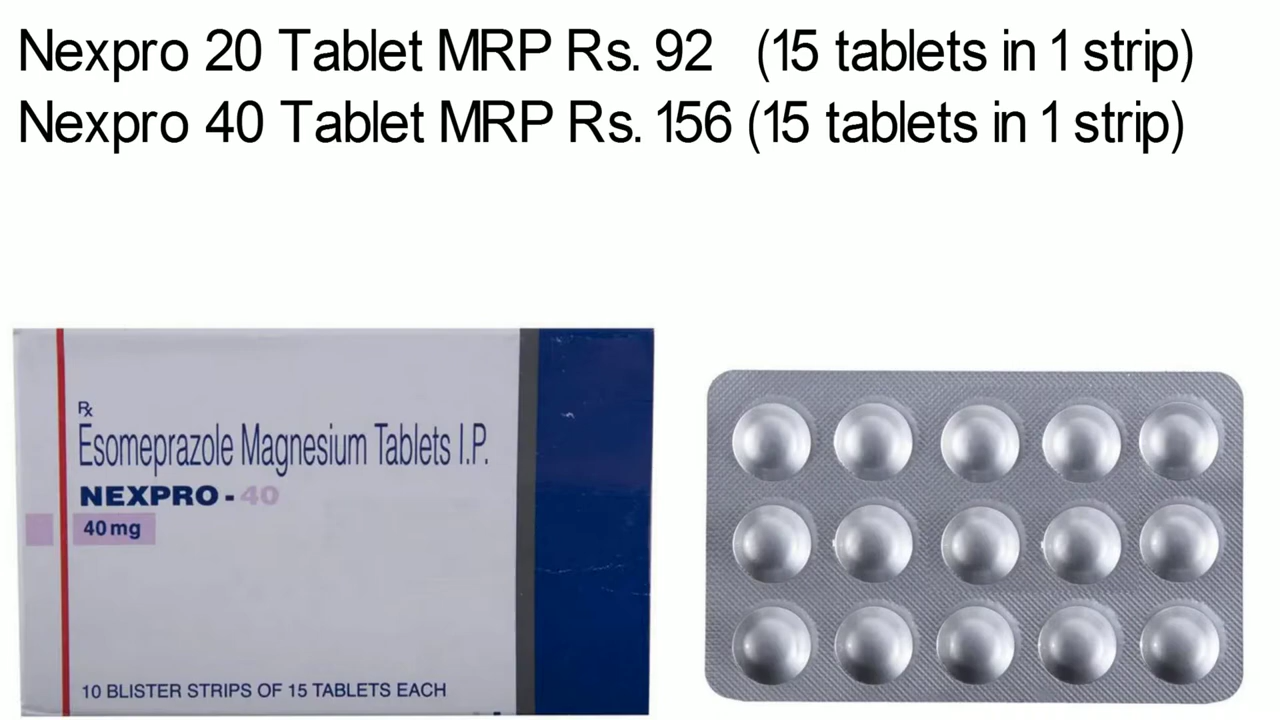 Nexpro 20 Tablet MRP Rs. 92 (15 tablets in 1 strip)
Nexpro 40 Tablet MRP Rs. 156 (15 tablets in 1 strip)
Rx
Esomeprazole Magnesium Tablets I.P.
NEXPRO - 40
40 mg
10 BLISTER STRIPS OF 15 TABLETS EACH